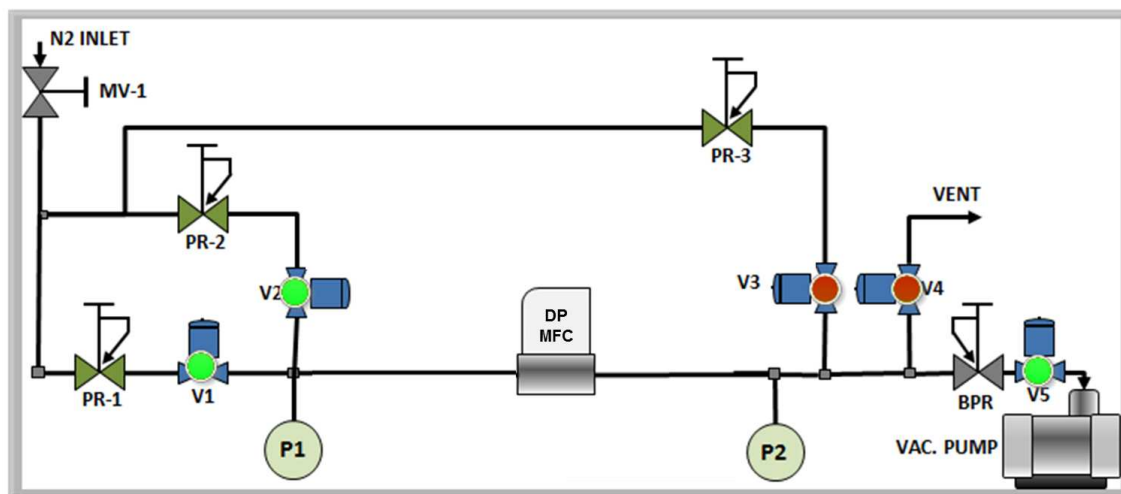 N2 INLET
MV-1
PR-3
VENT
PR-2
V2
V3
V4
DP
MFC
PR-1
V1
BPR
V5
P1
P2
VAC. PUMP